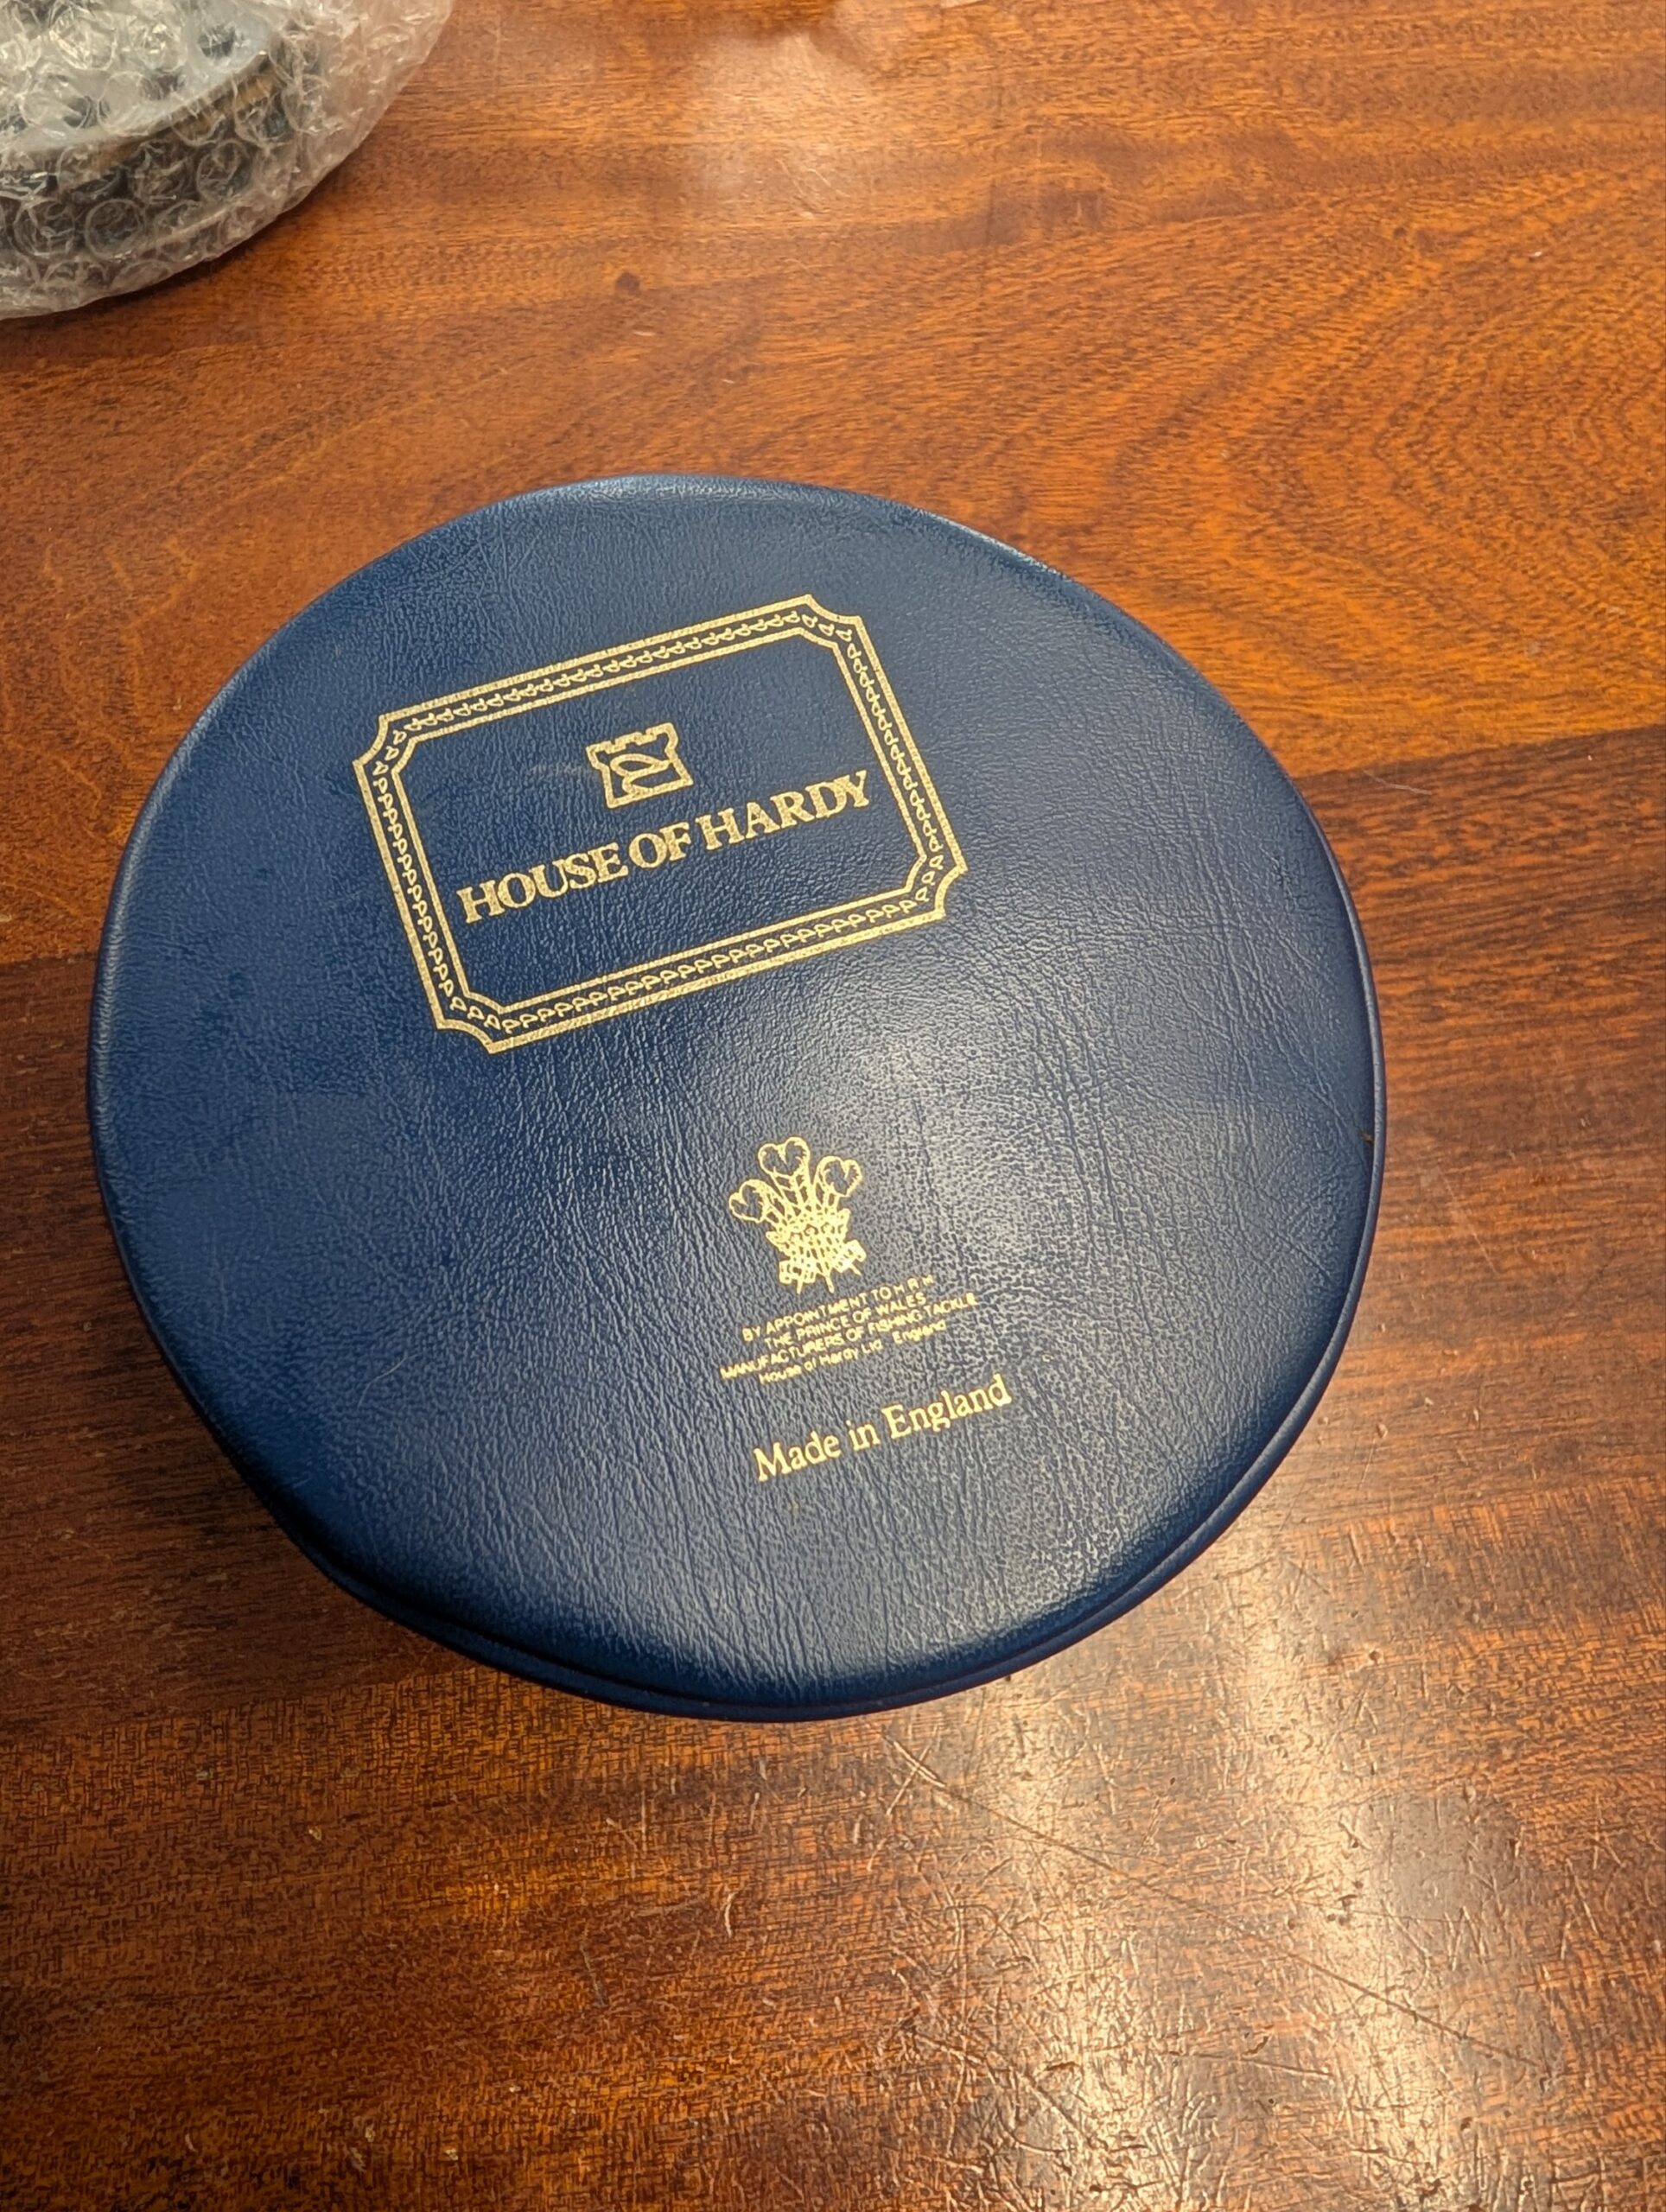 HOUSE OF HARDY
BY APPOINTMENT TO H R H
THE PRINCE OF WALES
MANUFACTURERS OF FISHING TACKLE
House of Hardy Ltd England
Made in England